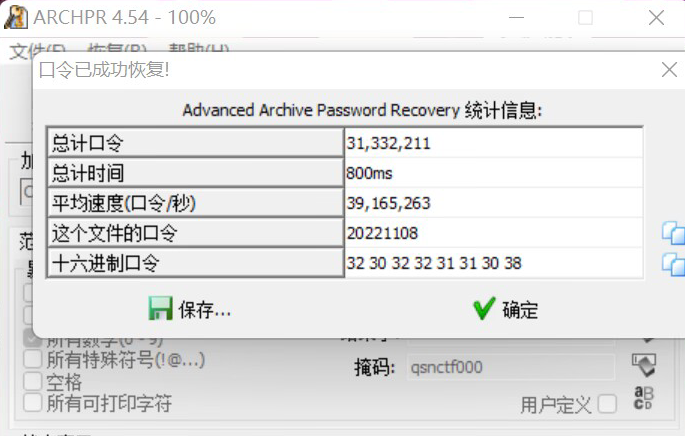 ARCHPR 4.54 - 100%
文件(F) 恢复(R) 帮助(H)
口令已成功恢复!
Advanced Archive Password Recovery 统计信息:
总计口令 31,332,211
总计时间 800ms
平均速度(口令/秒) 39,165,263
这个文件的口令 20221108
十六进制口令 32 30 32 32 31 31 30 38
保存... 确定
所有数字(0 - 9)
所有特殊符号(!@...)
掩码: qsnctf000
空格
所有可打印字符 用户定义